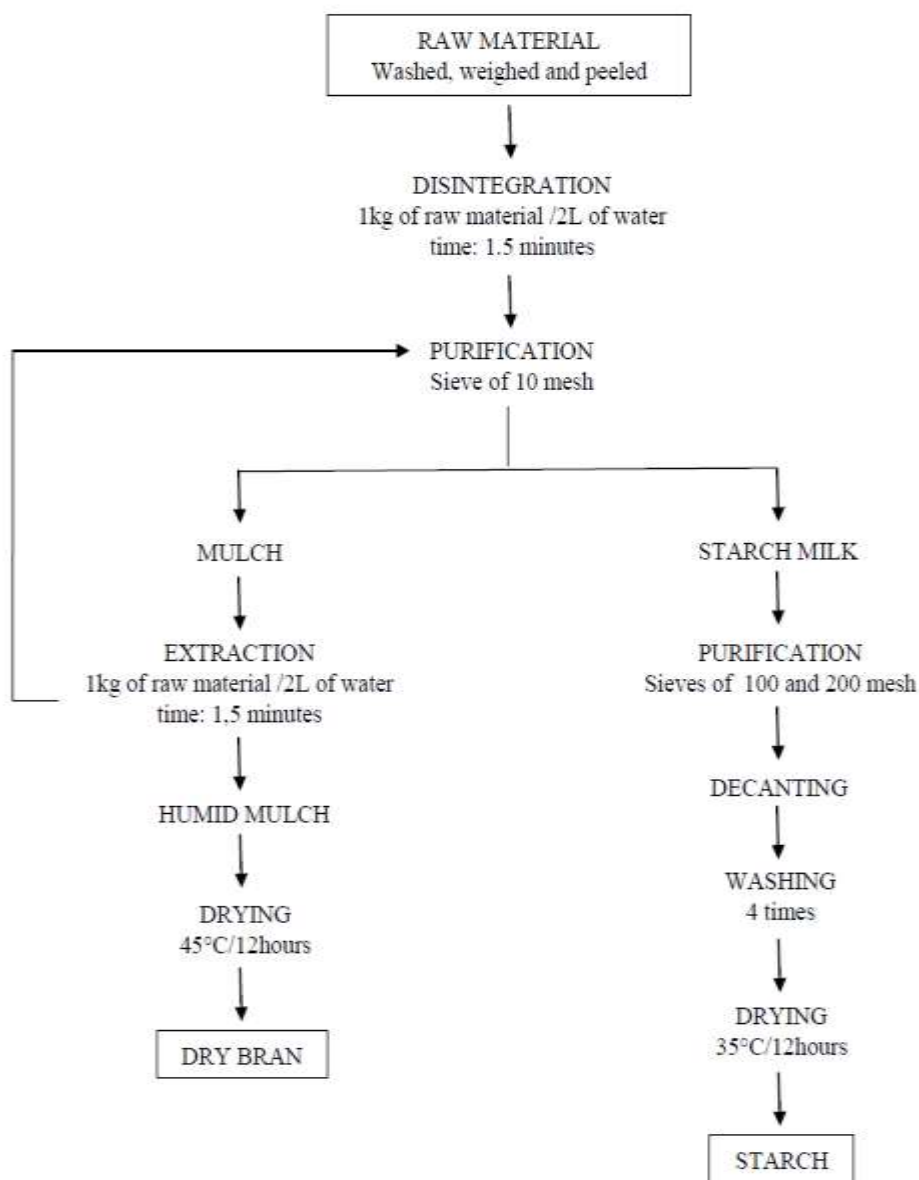 RAW MATERIAL
Washed, weighed and peeled
DISINTEGRATION
1kg of raw material /2L of water
time: 1.5 minutes
PURIFICATION
Sieve of 10 mesh
MULCH
EXTRACTION
1kg of raw material /2L of water
time: 1,5 minutes
HUMID MULCH
DRYING
45°C/12hours
DRY BRAN
STARCH MILK
PURIFICATION
Sieves of 100 and 200 mesh
DECANTING
WASHING
4 times
DRYING
35°C/12hours
STARCH